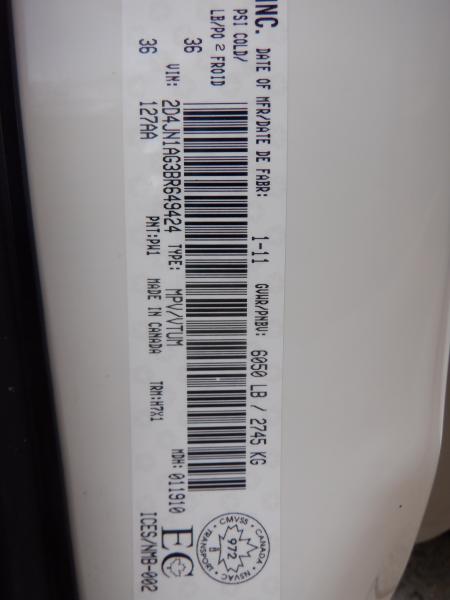 INC. DATE OF MFR/DATE DE FABR: 1-11 GVWR/PNBV: 6050 LB / 2745 KG
PSI COLD/
LB/PO 2 FROID
36
36
VIN: 2D4JN1AG3BR649424 TYPE: MPV/VTUM MDH: 011910
127AA PNT:PW1 MADE IN CANADA TRM:H7X1
ICES/NMB-002
EC
CMVSS
CANADA
NSVAC
TRANSPORT
972